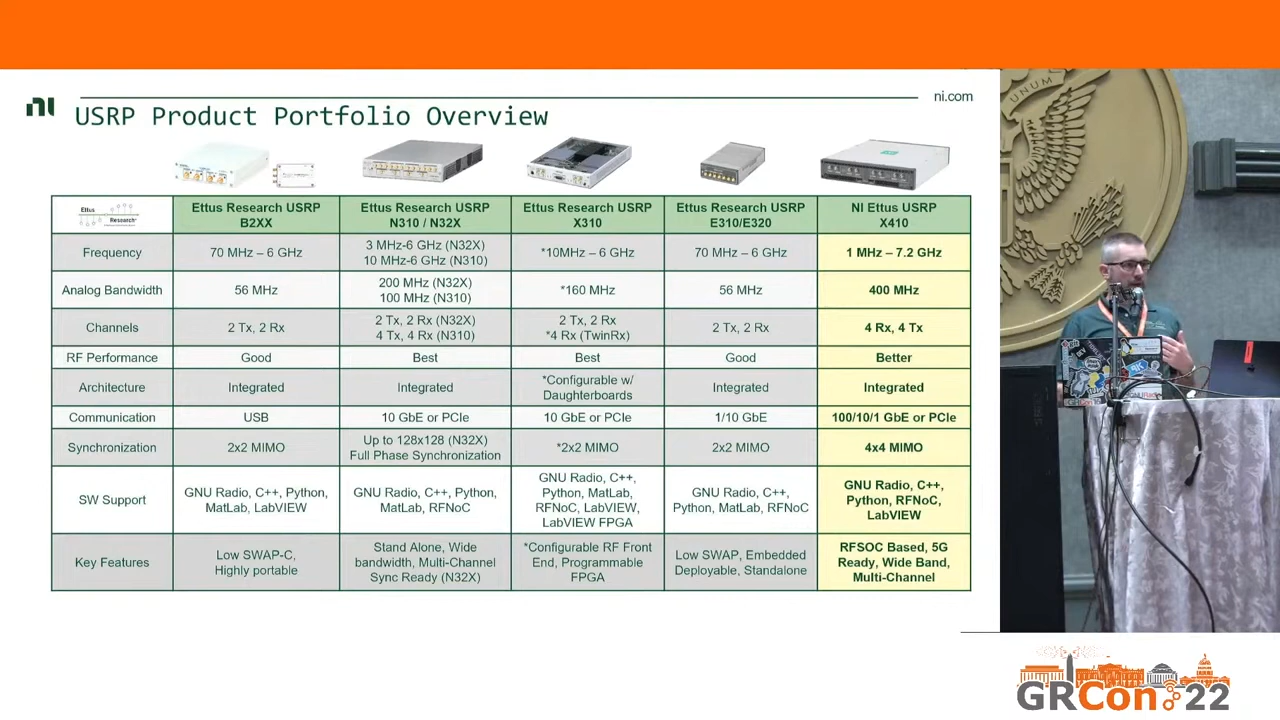 ni
ni.com
USRP Product Portfolio Overview
Ettus
Research
Ettus Research USRP
B2XX
Ettus Research USRP
N310 / N32X
Ettus Research USRP
X310
Ettus Research USRP
E310/E320
NI Ettus USRP
X410
Frequency
70 MHz – 6 GHz
3 MHz-6 GHz (N32X)
10 MHz-6 GHz (N310)
*10MHz – 6 GHz
70 MHz – 6 GHz
1 MHz – 7.2 GHz
Analog Bandwidth
56 MHz
200 MHz (N32X)
100 MHz (N310)
*160 MHz
56 MHz
400 MHz
Channels
2 Tx, 2 Rx
2 Tx, 2 Rx (N32X)
4 Tx, 4 Rx (N310)
2 Tx, 2 Rx
*4 Rx (TwinRx)
2 Tx, 2 Rx
4 Rx, 4 Tx
RF Performance
Good
Best
Best
Good
Better
Architecture
Integrated
Integrated
*Configurable w/
Daughterboards
Integrated
Integrated
Communication
USB
10 GbE or PCIe
10 GbE or PCIe
1/10 GbE
100/10/1 GbE or PCIe
Synchronization
2x2 MIMO
Up to 128x128 (N32X)
Full Phase Synchronization
*2x2 MIMO
2x2 MIMO
4x4 MIMO
SW Support
GNU Radio, C++, Python,
MatLab, LabVIEW
GNU Radio, C++, Python,
MatLab, RFNoC
GNU Radio, C++,
Python, MatLab,
RFNoC, LabVIEW,
LabVIEW FPGA
GNU Radio, C++,
Python, MatLab, RFNoC
GNU Radio, C++,
Python, RFNoC,
LabVIEW
Key Features
Low SWAP-C,
Highly portable
Stand Alone, Wide
bandwidth, Multi-Channel
Sync Ready (N32X)
*Configurable RF Front
End, Programmable
FPGA
Low SWAP, Embedded
Deployable, Standalone
RFSOC Based, 5G
Ready, Wide Band,
Multi-Channel
UNUM
GRCon 22